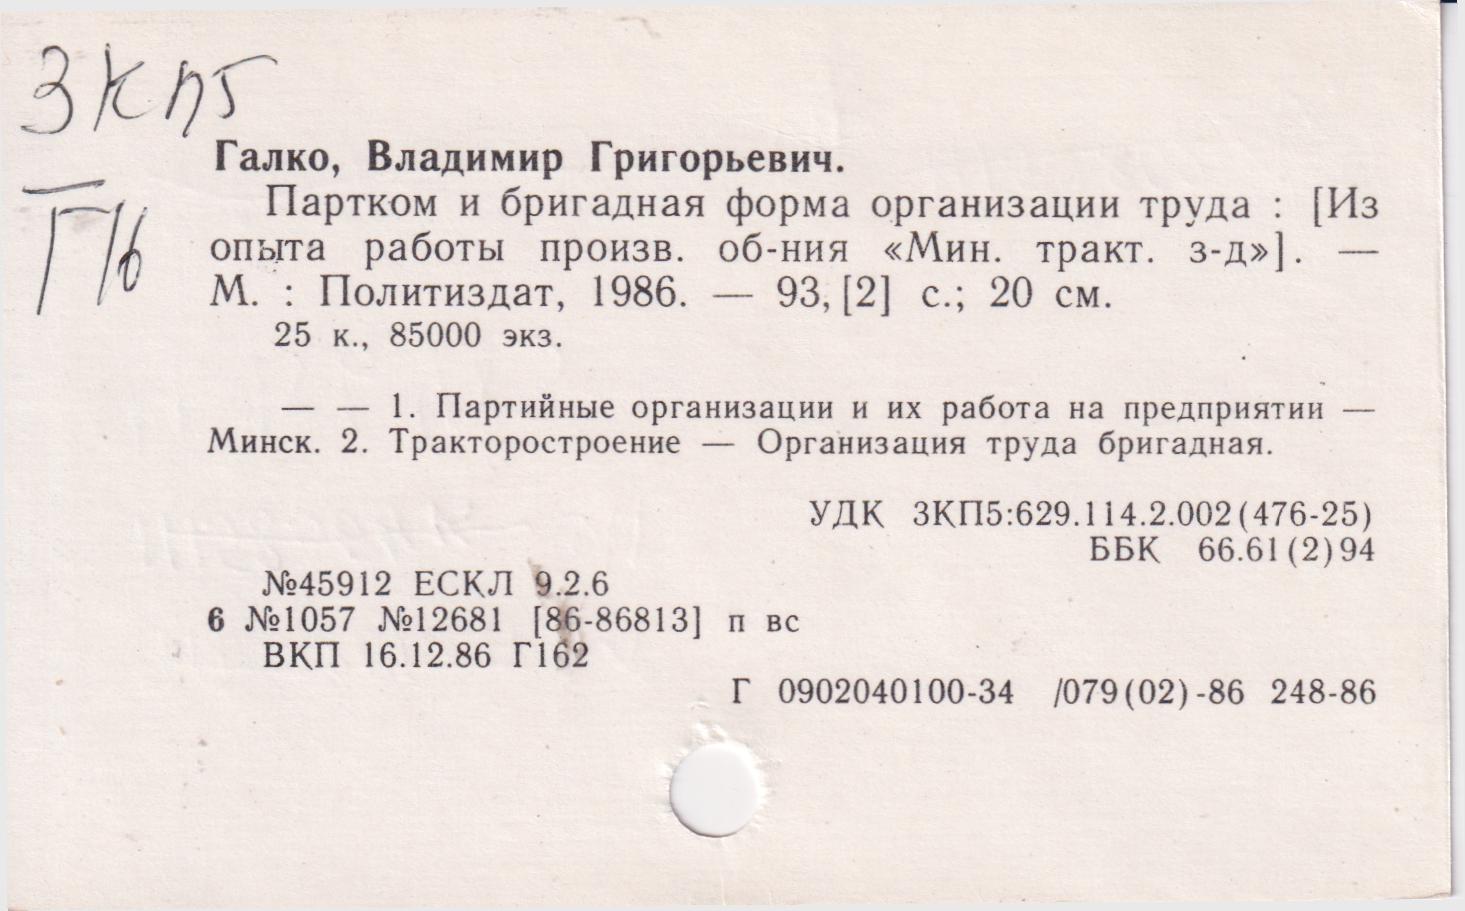 3КП5
Галко, Владимир Григорьевич.
Г16
Партком и бригадная форма организации труда : [Из
опыта работы произв. об-ния «Мин. тракт. з-д»]. —
М. : Политиздат, 1986. — 93, [2] с.; 20 см.
25 к., 85000 экз.
— — 1. Партийные организации и их работа на предприятии —
Минск. 2. Тракторостроение — Организация труда бригадная.
УДК 3КП5:629.114.2.002(476-25)
ББК 66.61(2)94
№45912 ЕСКЛ 9.2.6
6 №1057 №12681 [86-86813] п вс
ВКП 16.12.86 Г162
Г 0902040100-34 /079(02)-86 248-86